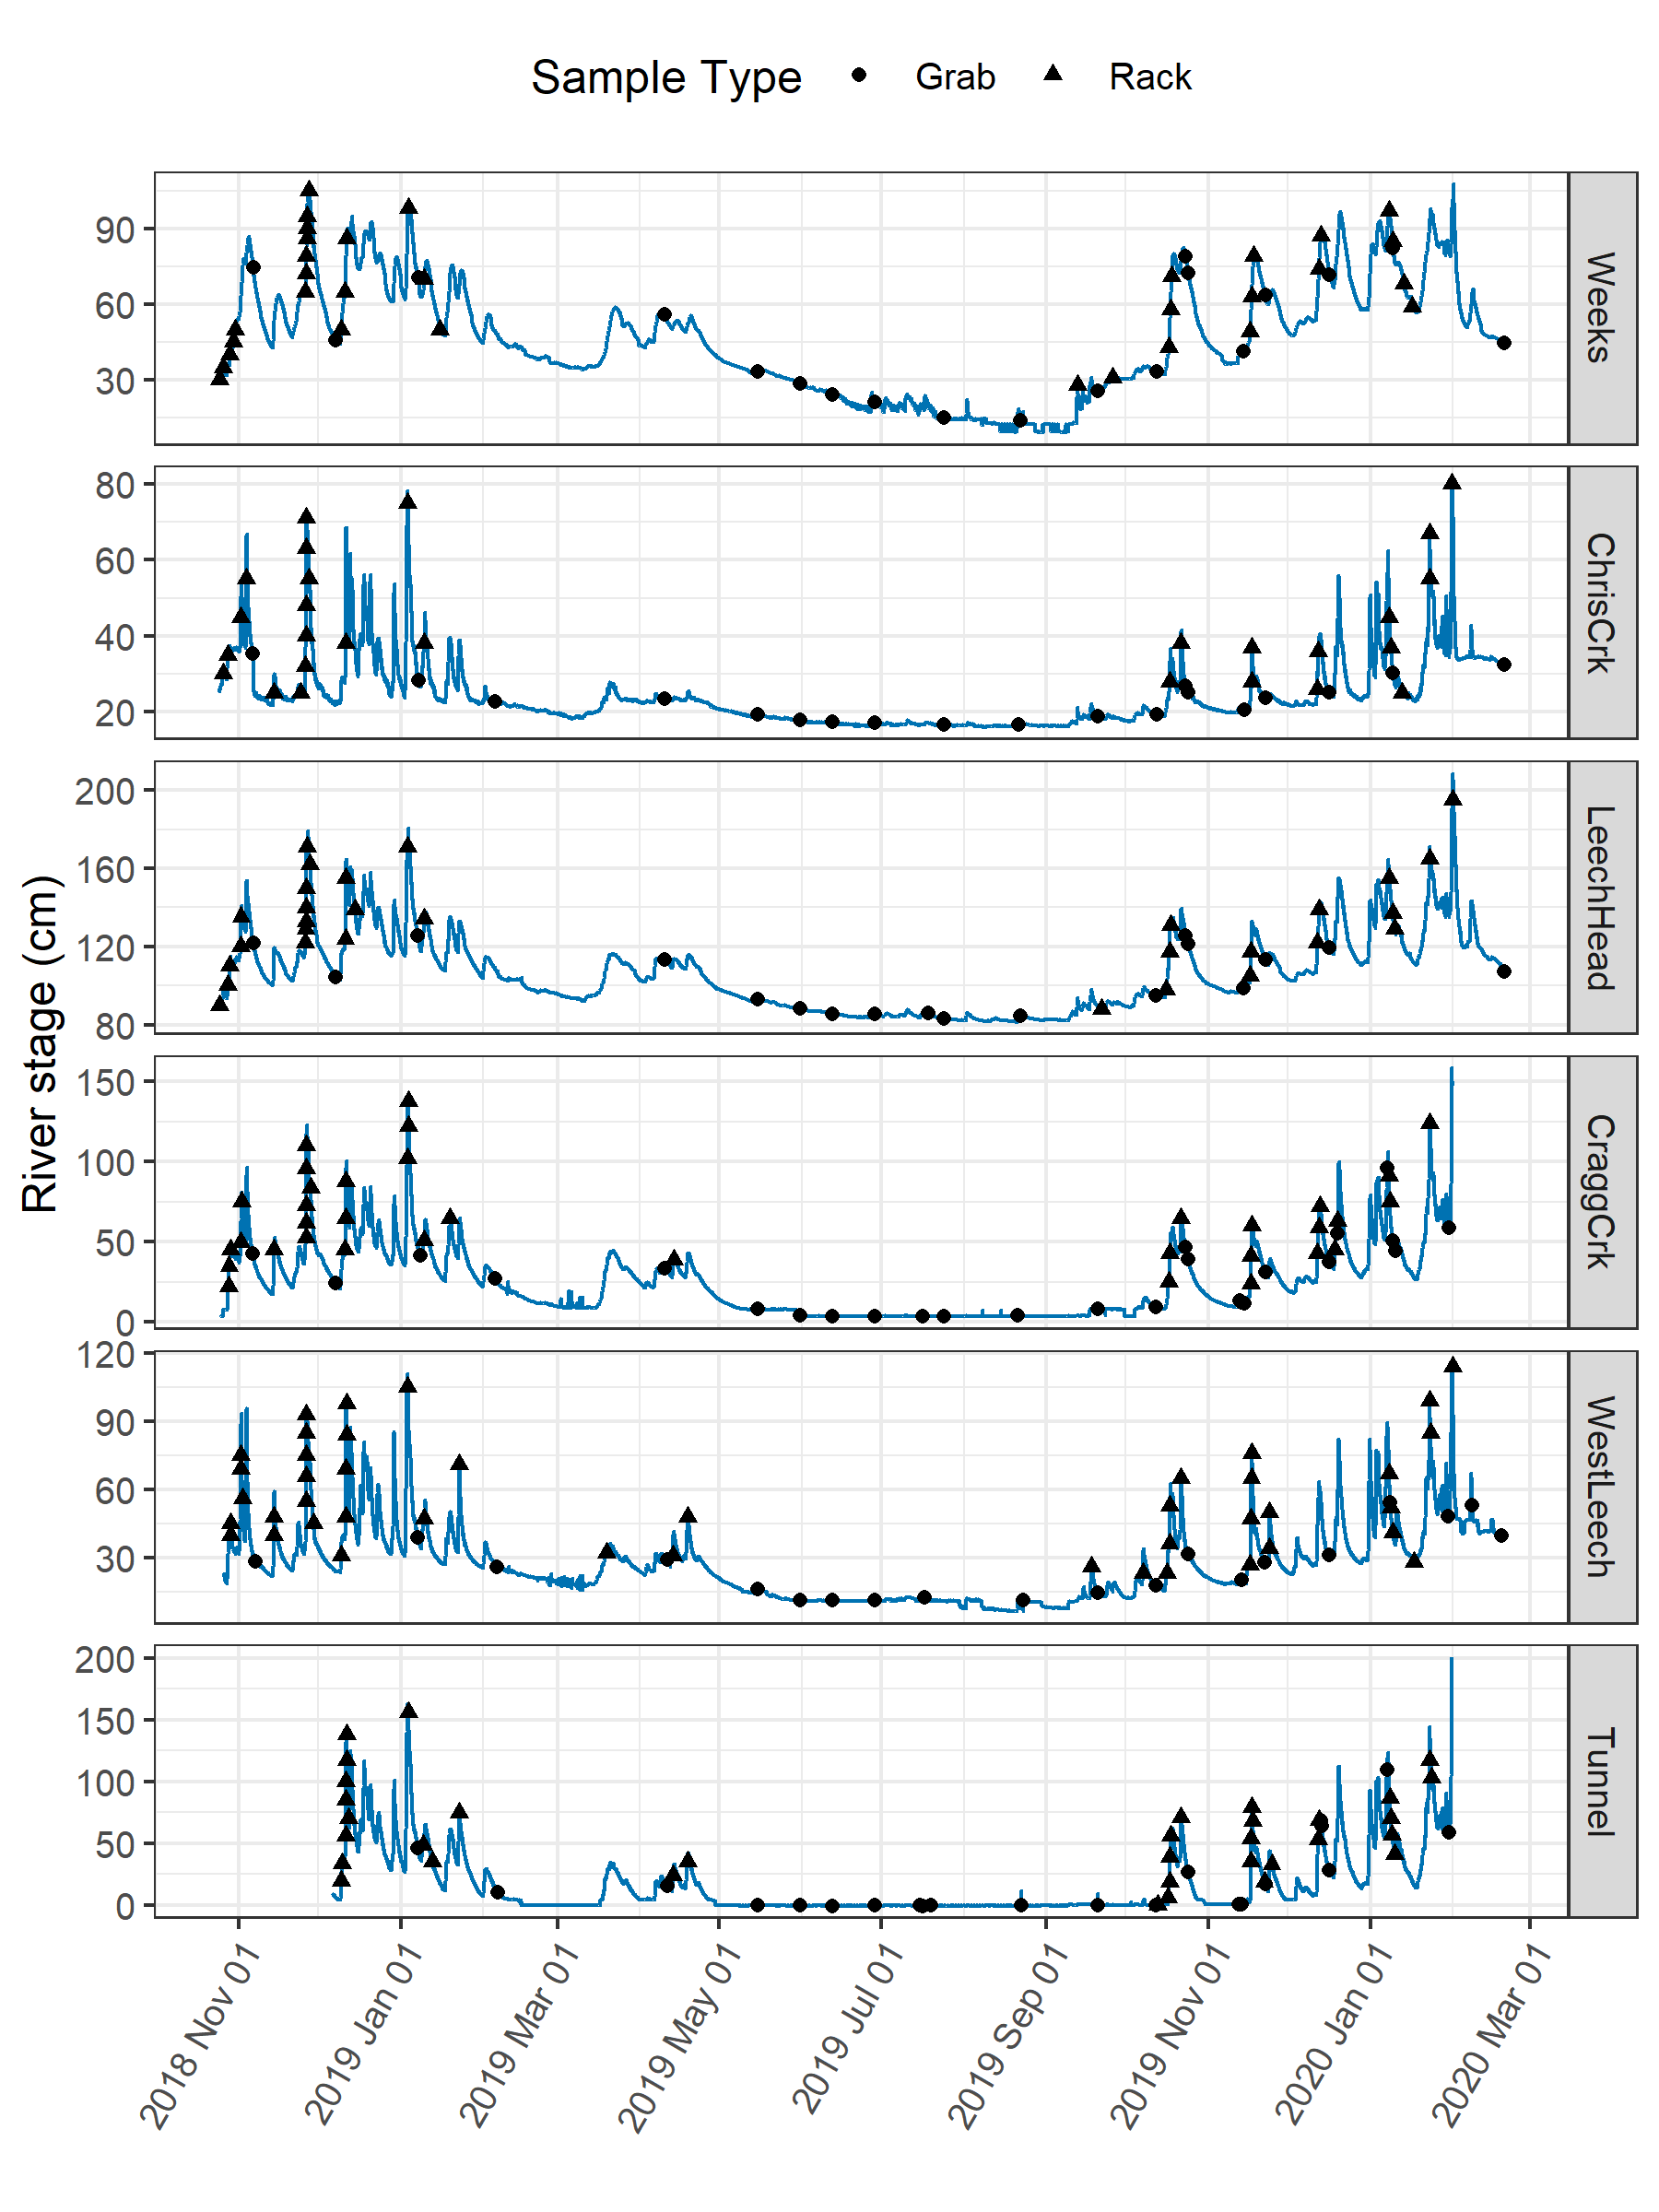 Sample Type Grab Rack
River stage (cm)
90
60
30
Weeks
80
60
40
20
ChrisCrk
200
160
120
80
LeechHead
150
100
50
0
CraggCrk
120
90
60
30
WestLeech
200
150
100
50
0
Tunnel
2018 Nov 01
2019 Jan 01
2019 Mar 01
2019 May 01
2019 Jul 01
2019 Sep 01
2019 Nov 01
2020 Jan 01
2020 Mar 01